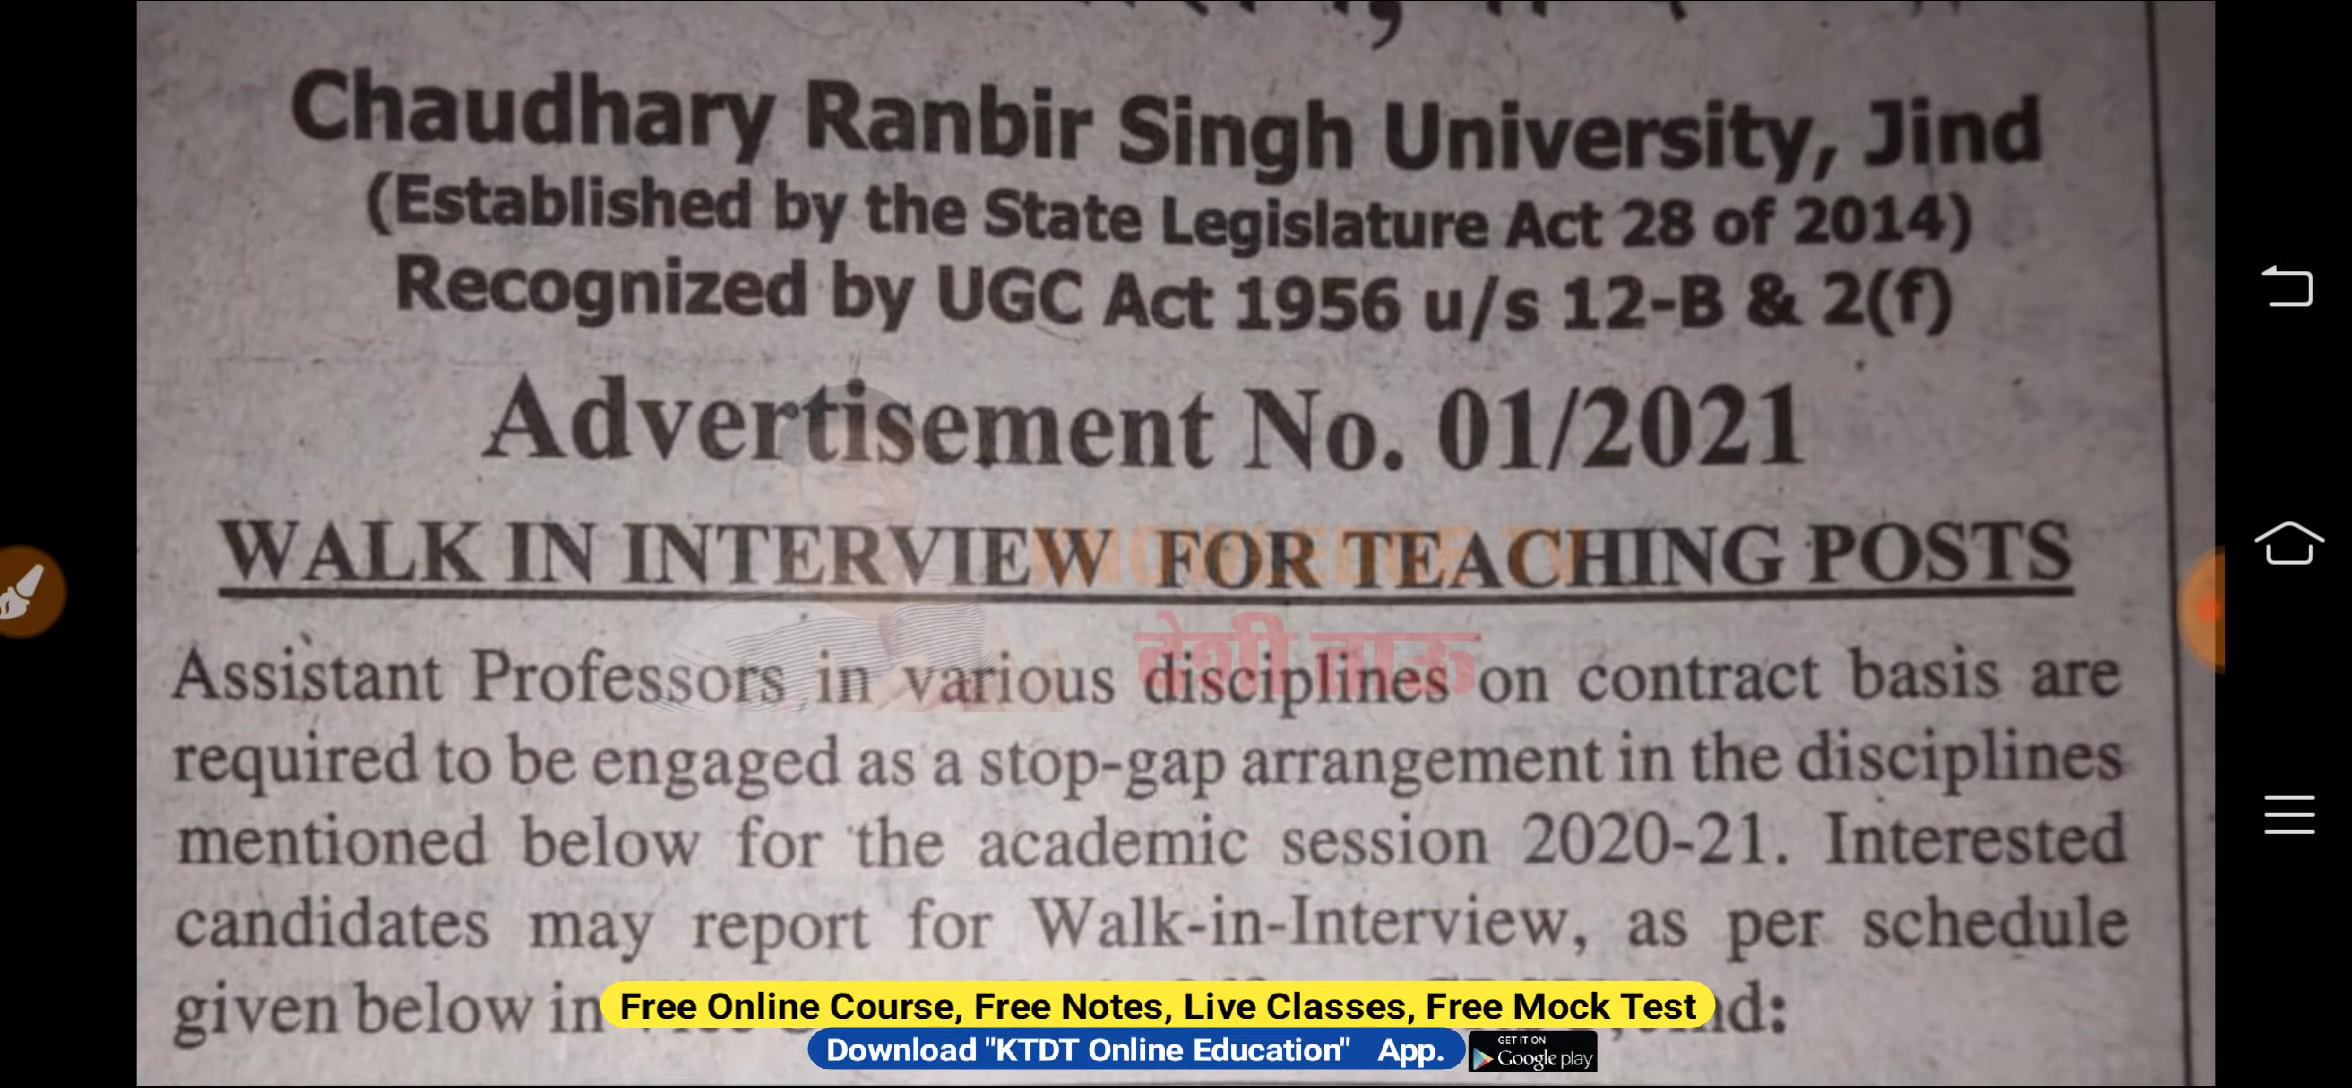 Chaudhary Ranbir Singh University, Jind
(Established by the State Legislature Act 28 of 2014)
Recognized by UGC Act 1956 u/s 12-B & 2(f)
Advertisement No. 01/2021
WALK IN INTERVIEW FOR TEACHING POSTS
KNOWLEDGE TV
देशी ताऊ
Assistant Professors in various disciplines on contract basis are
required to be engaged as a stop-gap arrangement in the disciplines
mentioned below for the academic session 2020-21. Interested
candidates may report for Walk-in-Interview, as per schedule
given below in
Free Online Course, Free Notes, Live Classes, Free Mock Test
Download "KTDT Online Education" App.
GET IT ON
Google play